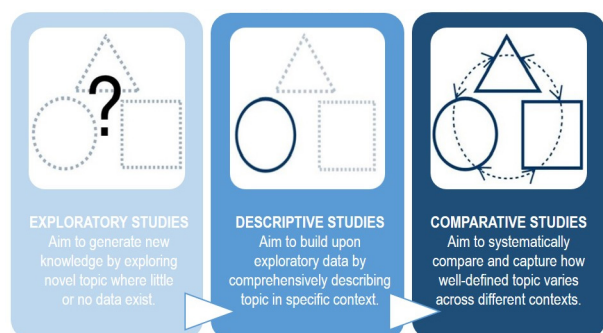 ?
EXPLORATORY STUDIES
Aim to generate new
knowledge by exploring
novel topic where little
or no data exist.
DESCRIPTIVE STUDIES
Aim to build upon
exploratory data by
comprehensively describing
topic in specific context.
COMPARATIVE STUDIES
Aim to systematically
compare and capture how
well-defined topic varies
across different contexts.